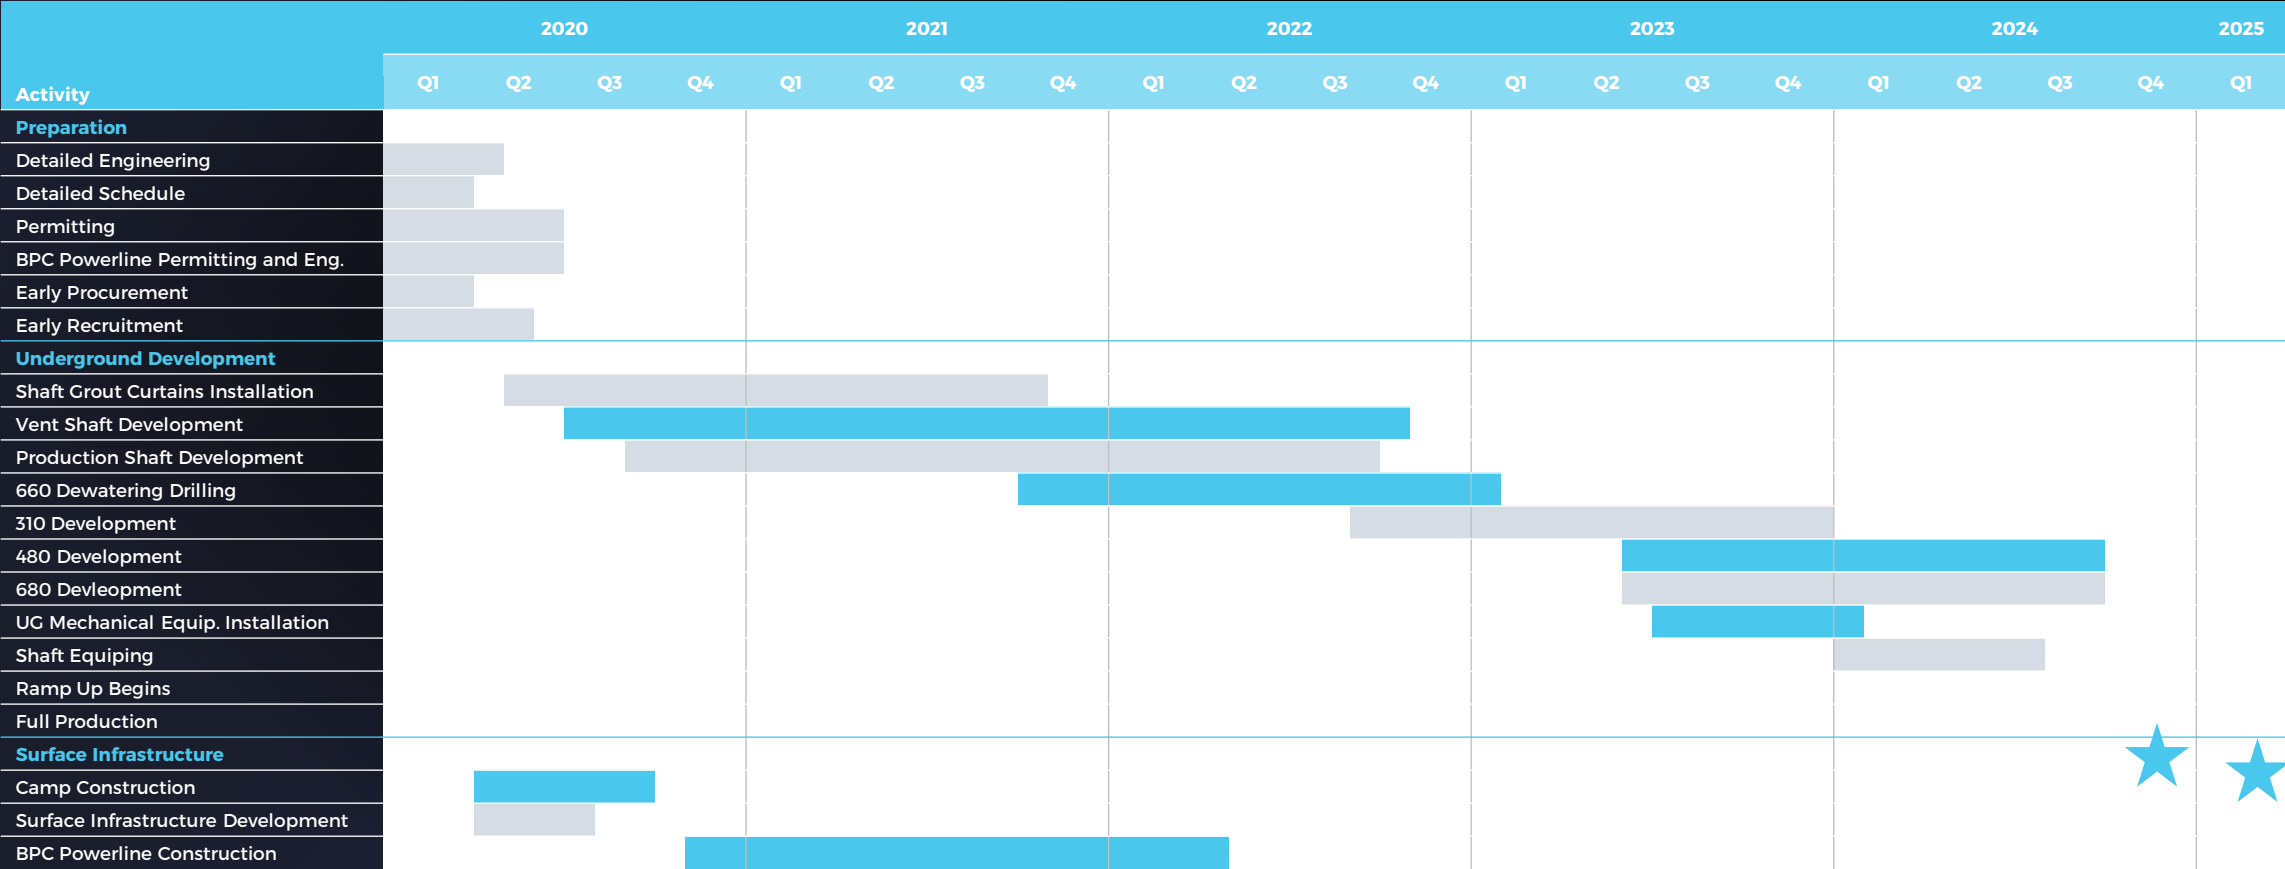 2020 2021 2022 2023 2024 2025
Q1 Q2 Q3 Q4 Q1 Q2 Q3 Q4 Q1 Q2 Q3 Q4 Q1 Q2 Q3 Q4 Q1 Q2 Q3 Q4 Q1
Activity
Preparation
Detailed Engineering
Detailed Schedule
Permitting
BPC Powerline Permitting and Eng.
Early Procurement
Early Recruitment
Underground Development
Shaft Grout Curtains Installation
Vent Shaft Development
Production Shaft Development
660 Dewatering Drilling
310 Development
480 Development
680 Devleopment
UG Mechanical Equip. Installation
Shaft Equiping
Ramp Up Begins
Full Production
Surface Infrastructure
Camp Construction
Surface Infrastructure Development
BPC Powerline Construction